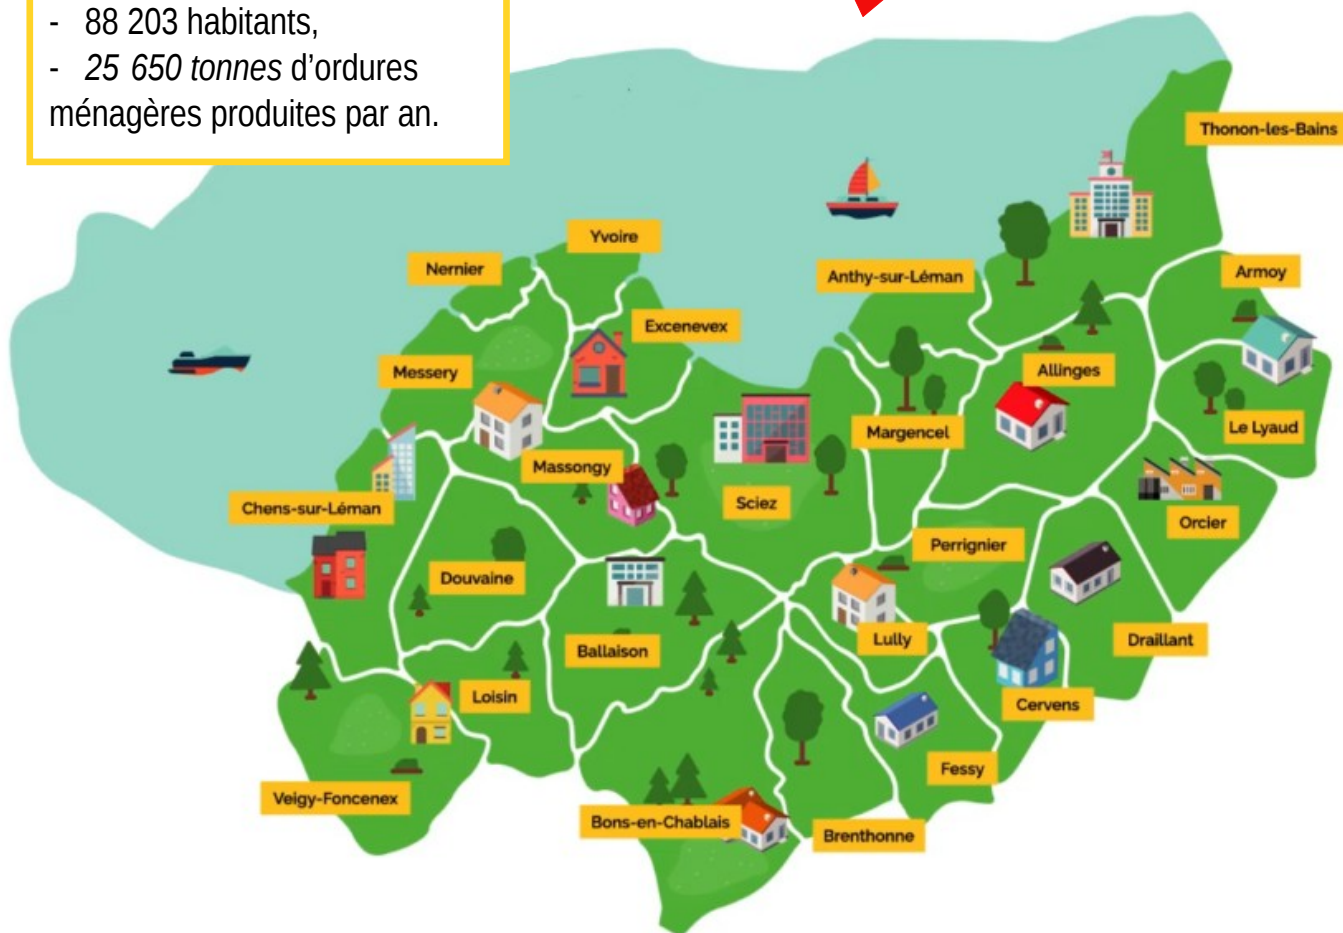 - 88 203 habitants,
- 25 650 tonnes d’ordures
ménagères produites par an.
Thonon-les-Bains
Yvoire
Nernier
Anthy-sur-Léman
Armoy
Excenevex
Messery
Allinges
Margencel
Le Lyaud
Massongy
Chens-sur-Léman
Sciez
Orcier
Perrignier
Douvaine
Lully
Draillant
Ballaison
Loisin
Cervens
Fessy
Veigy-Foncenex
Bons-en-Chablais
Brenthonne